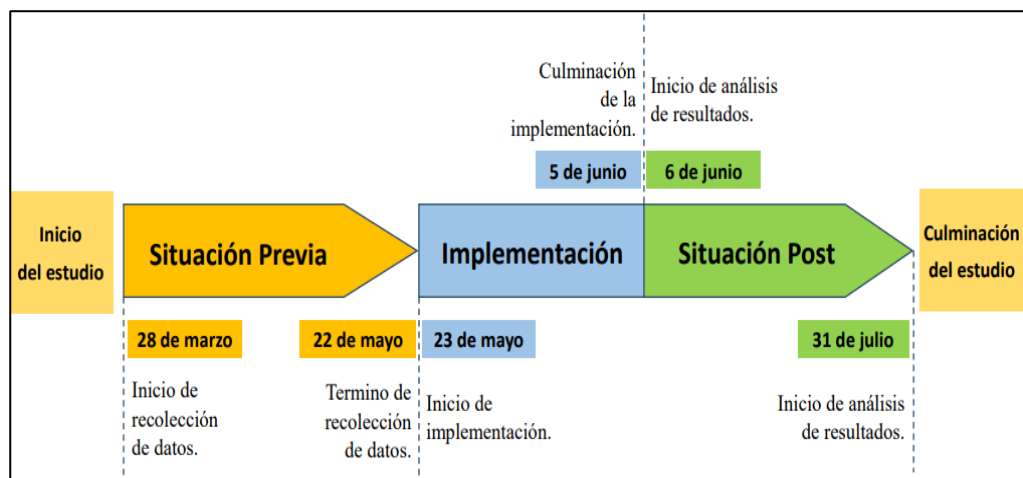 Culminación
de la
implementación.
Inicio de análisis
de resultados.
5 de junio
6 de junio
Inicio
del estudio
Situación Previa
Implementación
Situación Post
Culminación
del estudio
28 de marzo
22 de mayo
23 de mayo
31 de julio
Inicio de
recolección
de datos.
Termino de
recolección
de datos.
Inicio de
implementación.
Inicio de análisis
de resultados.